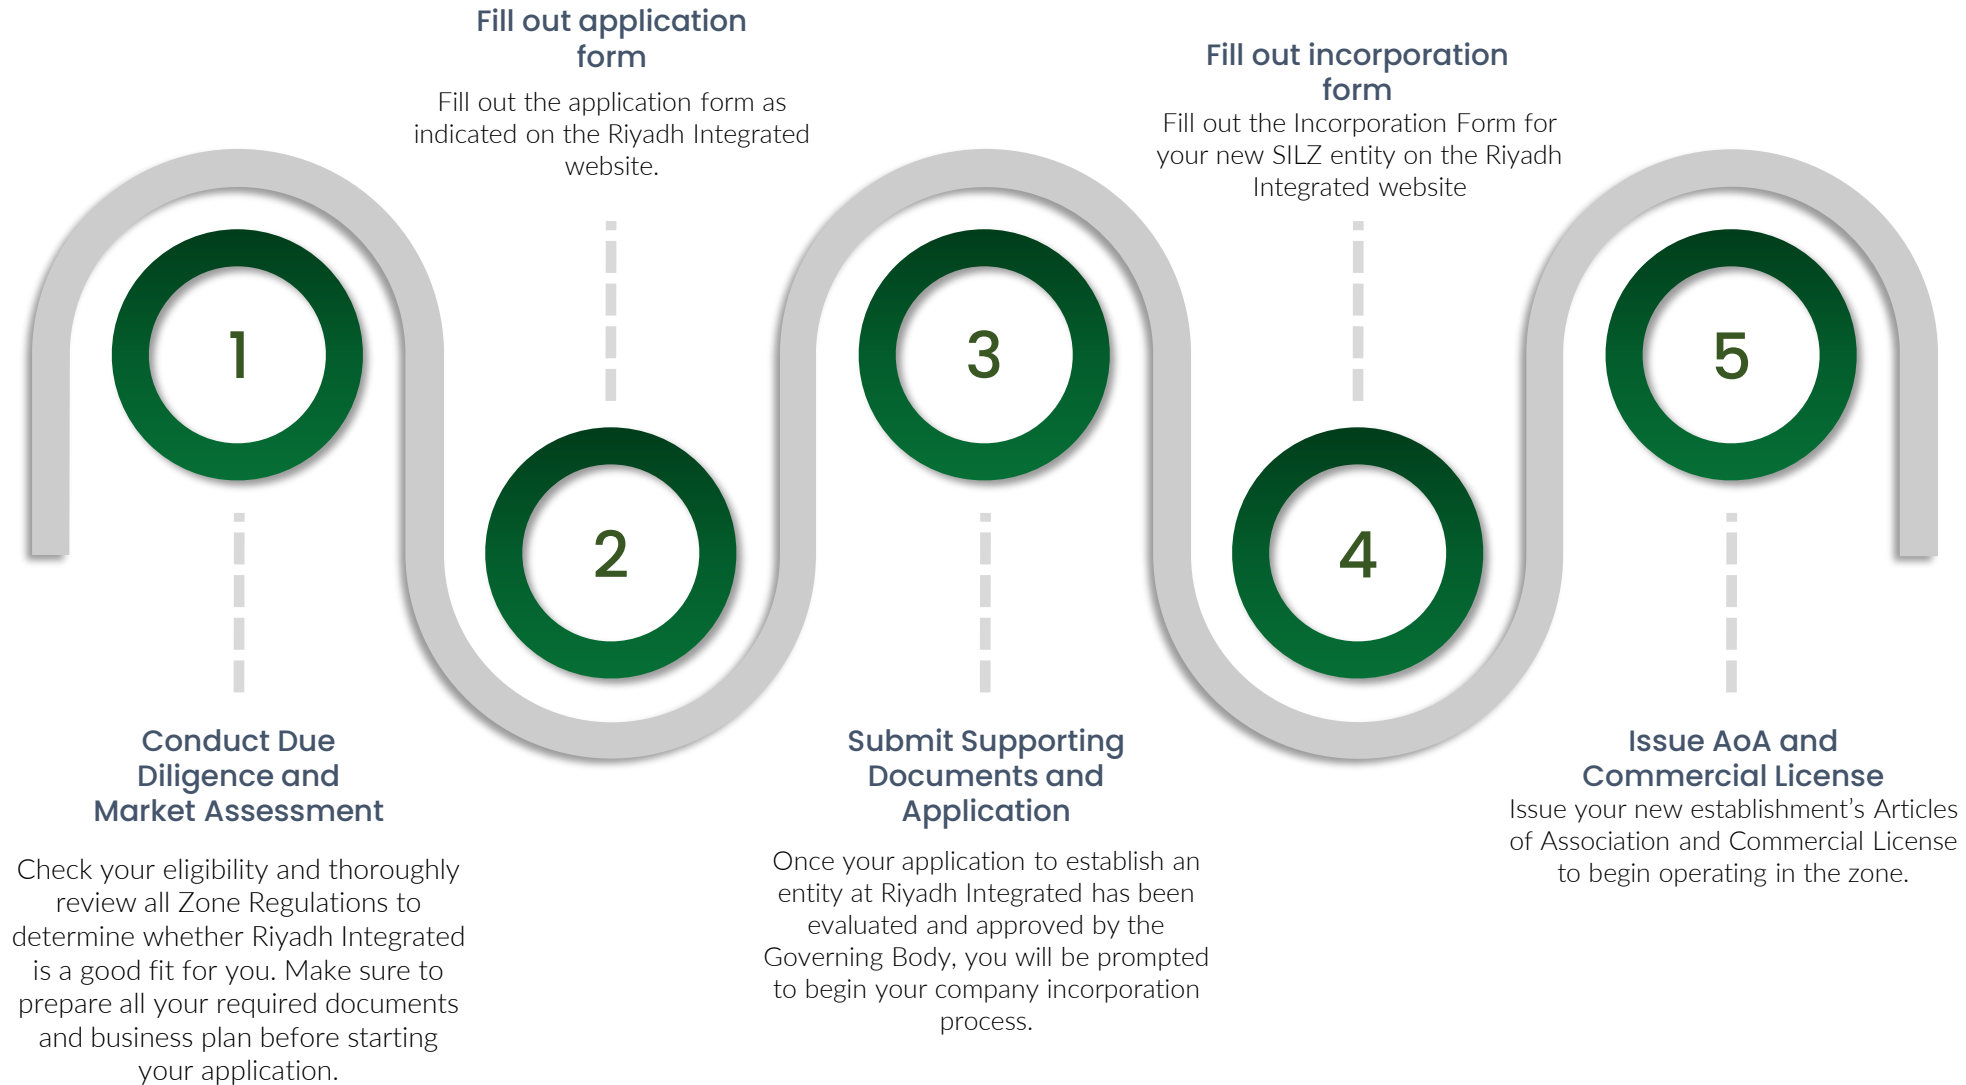 1
Conduct Due
Diligence and
Market Assessment
Check your eligibility and thoroughly
review all Zone Regulations to
determine whether Riyadh Integrated
is a good fit for you. Make sure to
prepare all your required documents
and business plan before starting
your application.
Fill out application
form
Fill out the application form as
indicated on the Riyadh Integrated
website.
2
3
Submit Supporting
Documents and
Application
Once your application to establish an
entity at Riyadh Integrated has been
evaluated and approved by the
Governing Body, you will be prompted
to begin your company incorporation
process.
Fill out incorporation
form
Fill out the Incorporation Form for
your new SILZ entity on the Riyadh
Integrated website
4
5
Issue AoA and
Commercial License
Issue your new establishment’s Articles
of Association and Commercial License
to begin operating in the zone.